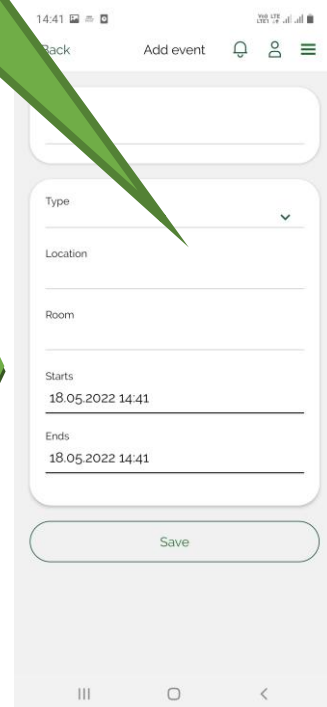 14:41
Back Add event
Type
Location
Room
Starts
18.05.2022 14:41
Ends
18.05.2022 14:41
Save